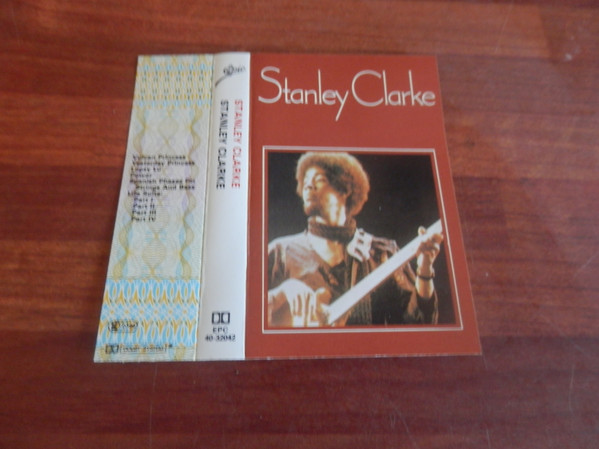 Stanley Clarke
Epic
STANLEY CLARKE
STANLEY CLARKE
EPC
40-32042
Vulcan Princess
Yesterday Princess
Lopsy Lu
Power
Spanish Phases for
Strings And Bass
Life Suite:
Part I
Part II
Part III
Part IV